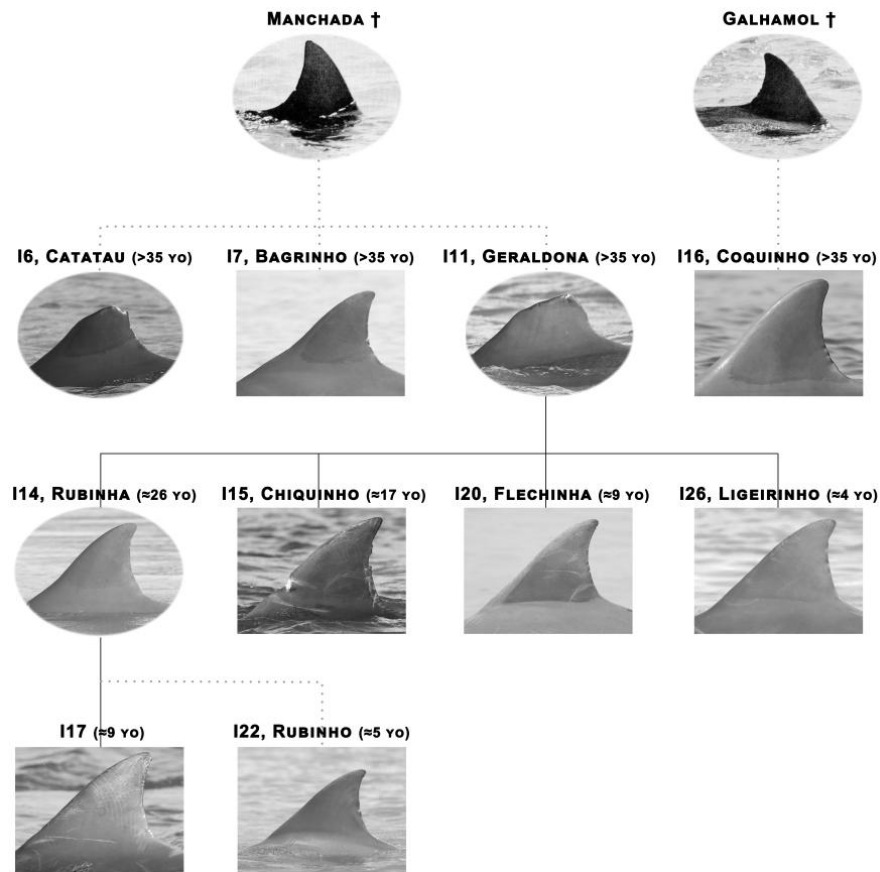 MANCHADA †
GALHAMOL †
I6, CATATAU (>35 YO)
I7, BAGRINHO (>35 YO)
I11, GERALDONA (>35 YO)
I16, COQUINHO (>35 YO)
I14, RUBINHA (≈26 YO)
I15, CHIQUINHO (≈17 YO)
I20, FLECHINHA (≈9 YO)
I26, LIGEIRINHO (≈4 YO)
I17 (≈9 YO)
I22, RUBINHO (≈5 YO)